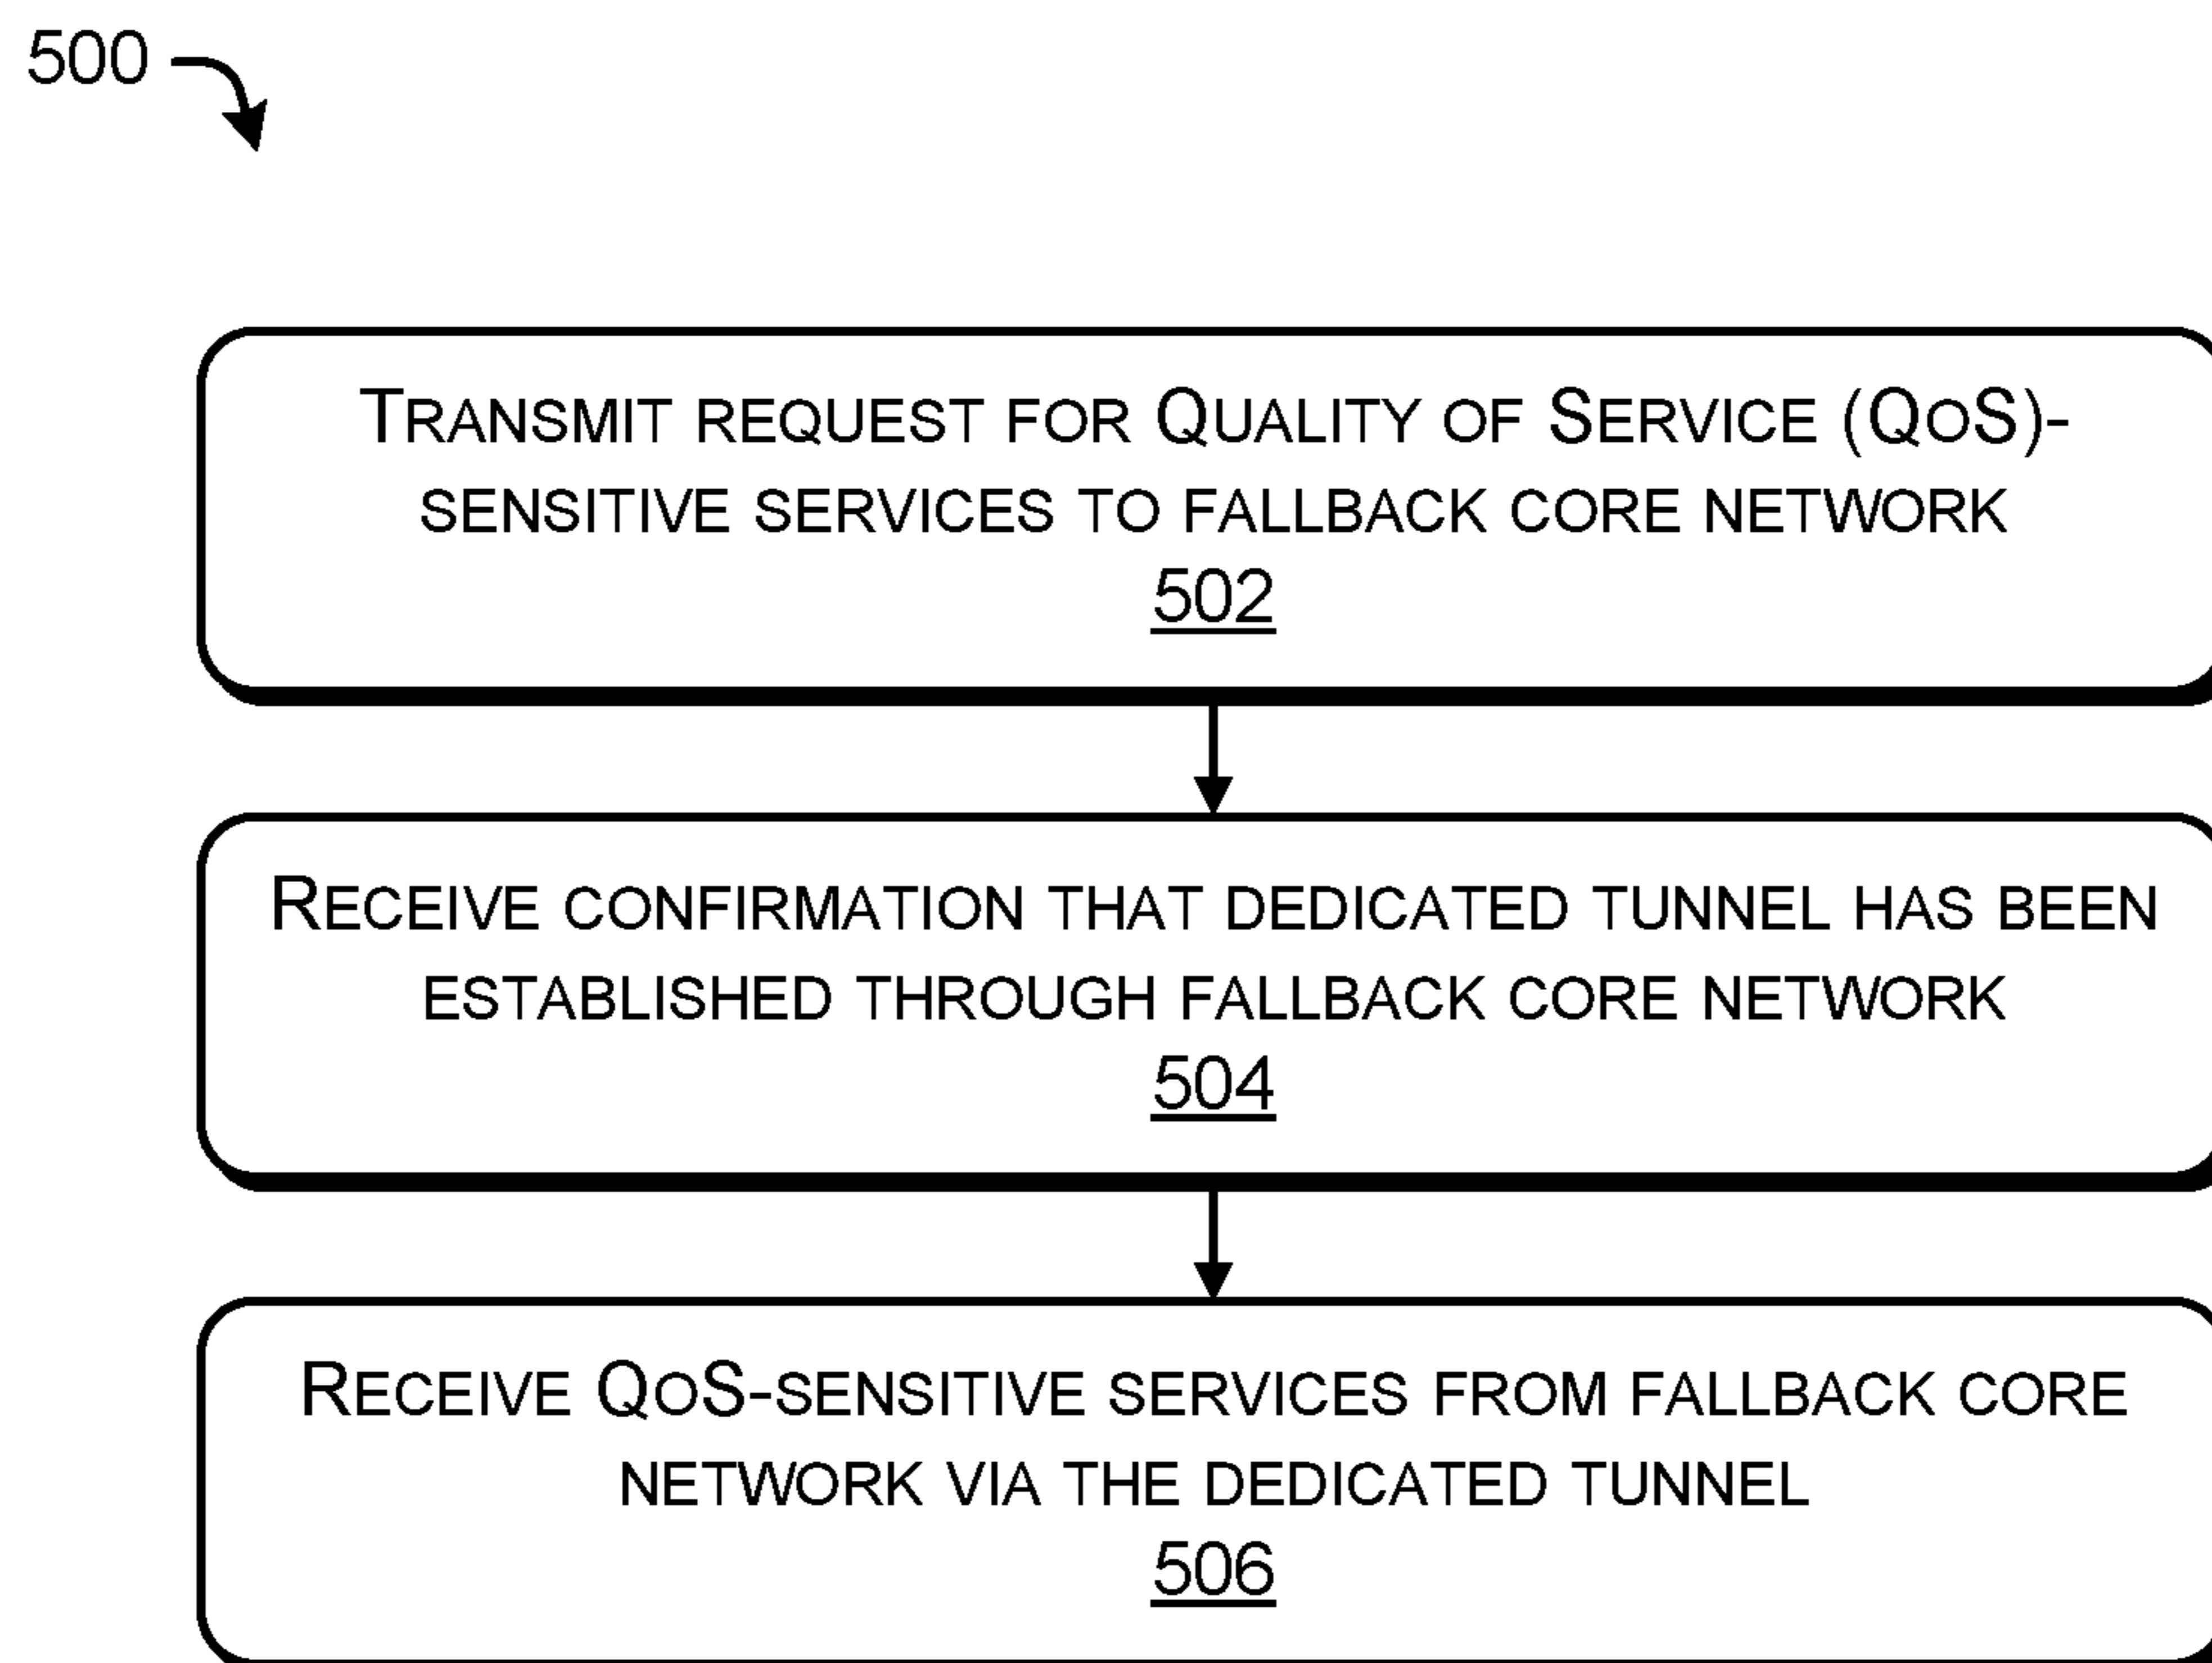 500
TRANSMIT REQUEST FOR QUALITY OF SERVICE (QOS)-
SENSITIVE SERVICES TO FALLBACK CORE NETWORK
502
RECEIVE CONFIRMATION THAT DEDICATED TUNNEL HAS BEEN
ESTABLISHED THROUGH FALLBACK CORE NETWORK
504
RECEIVE QOS-SENSITIVE SERVICES FROM FALLBACK CORE
NETWORK VIA THE DEDICATED TUNNEL
506